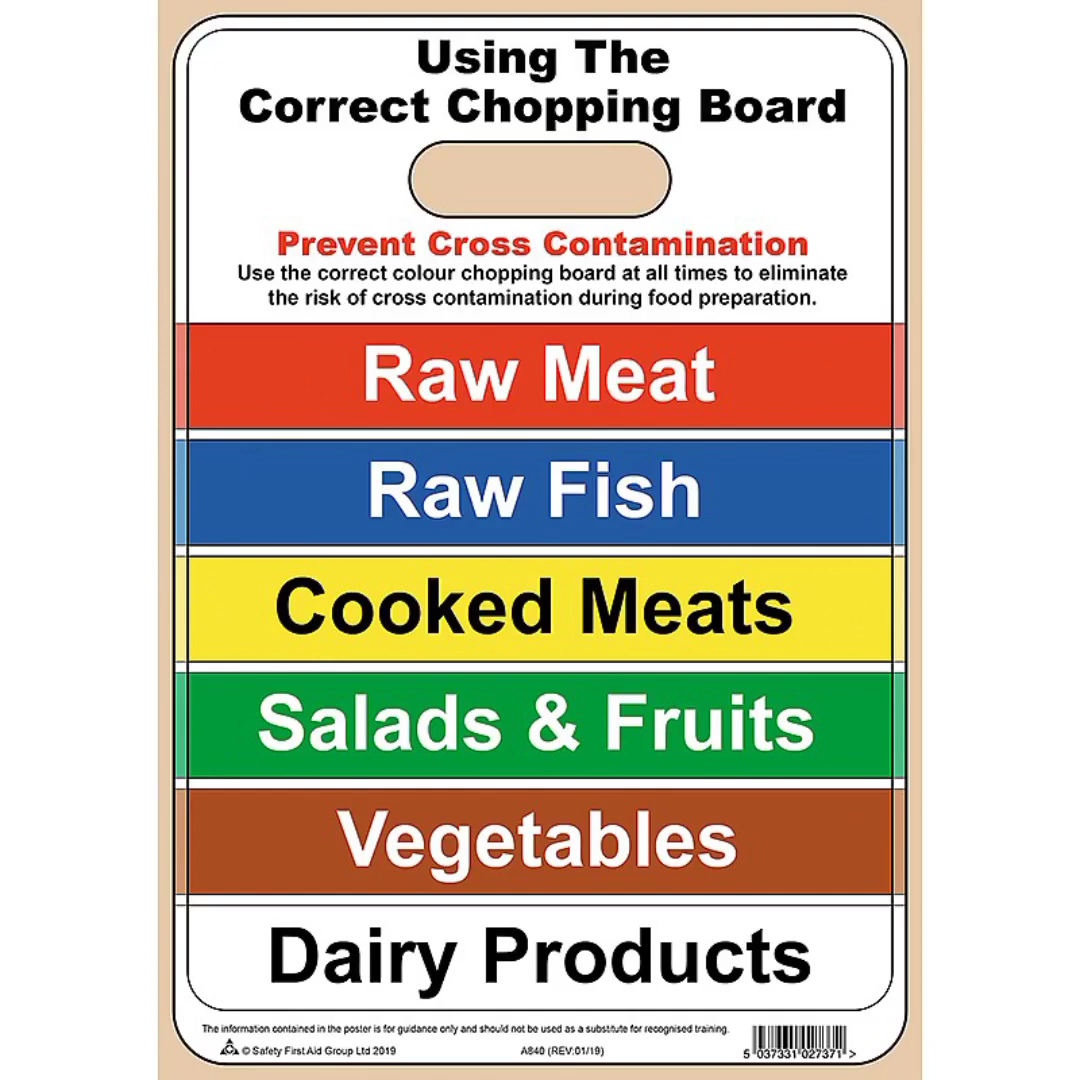 Using The
Correct Chopping Board
Prevent Cross Contamination
Use the correct colour chopping board at all times to eliminate
the risk of cross contamination during food preparation.
Raw Meat
Raw Fish
Cooked Meats
Salads & Fruits
Vegetables
Dairy Products
The information contained in the poster is for guidance only and should not be used as a substitute for recognised training.
© Safety First Aid Group Ltd 2019 A840 (REV:01/19) 5 037331 027371 >